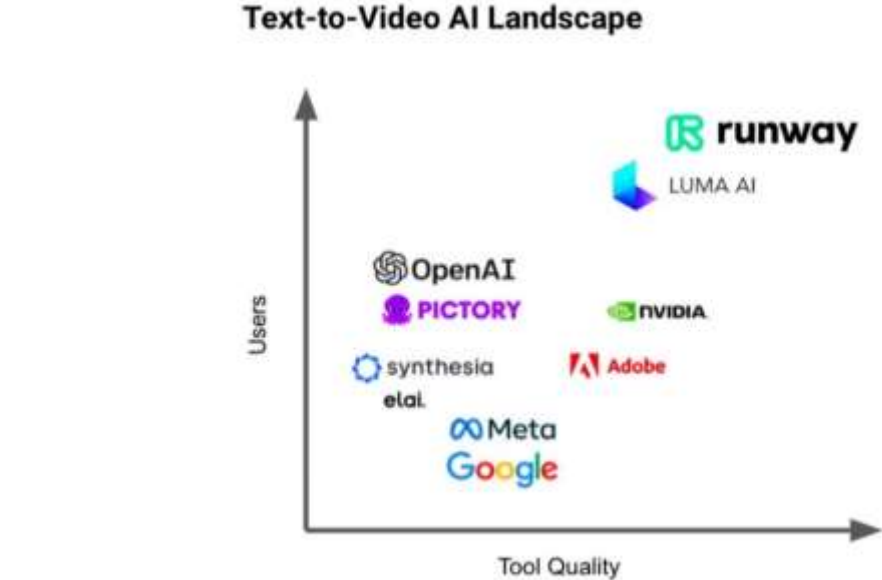 Text-to-Video AI Landscape
runway
LUMA AI
OpenAI
PICTORY
NVIDIA
synthesia
Adobe
elai.
Meta
Google
Users
Tool Quality